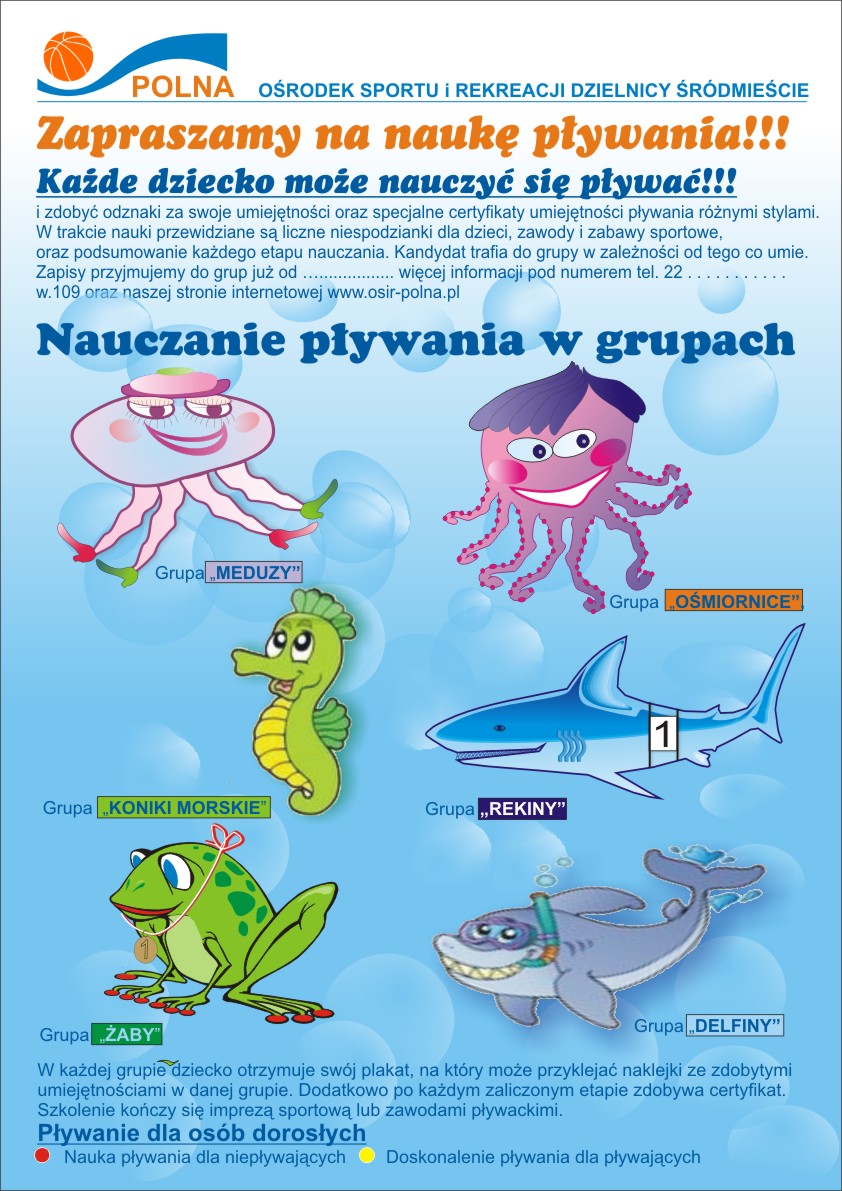 POLNA OŚRODEK SPORTU i REKREACJI DZIELNICY ŚRÓDMIEŚCIE
Zapraszamy na naukę pływania!!!
Każde dziecko może nauczyć się pływać!!!
i zdobyć odznaki za swoje umiejętności oraz specjalne certyfikaty umiejętności pływania różnymi stylami.
W trakcie nauki przewidziane są liczne niespodzianki dla dzieci, zawody i zabawy sportowe,
oraz podsumowanie każdego etapu nauczania. Kandydat trafia do grupy w zależności od tego co umie.
Zapisy przyjmujemy do grup już od ….................. więcej informacji pod numerem tel. 22 . . . . . . . . . . .
w.109 oraz naszej stronie internetowej www.osir-polna.pl
Nauczanie pływania w grupach
Grupa „MEDUZY”
Grupa „OŚMIORNICE”
1
Grupa „KONIKI MORSKIE”
Grupa „REKINY”
1
Grupa „ŻABY”
Grupa „DELFINY”
W każdej grupie dziecko otrzymuje swój plakat, na który może przyklejać naklejki ze zdobytymi
umiejętnościami w danej grupie. Dodatkowo po każdym zaliczonym etapie zdobywa certyfikat.
Szkolenie kończy się imprezą sportową lub zawodami pływackimi.
Pływanie dla osób dorosłych
Nauka pływania dla niepływających Doskonalenie pływania dla pływających